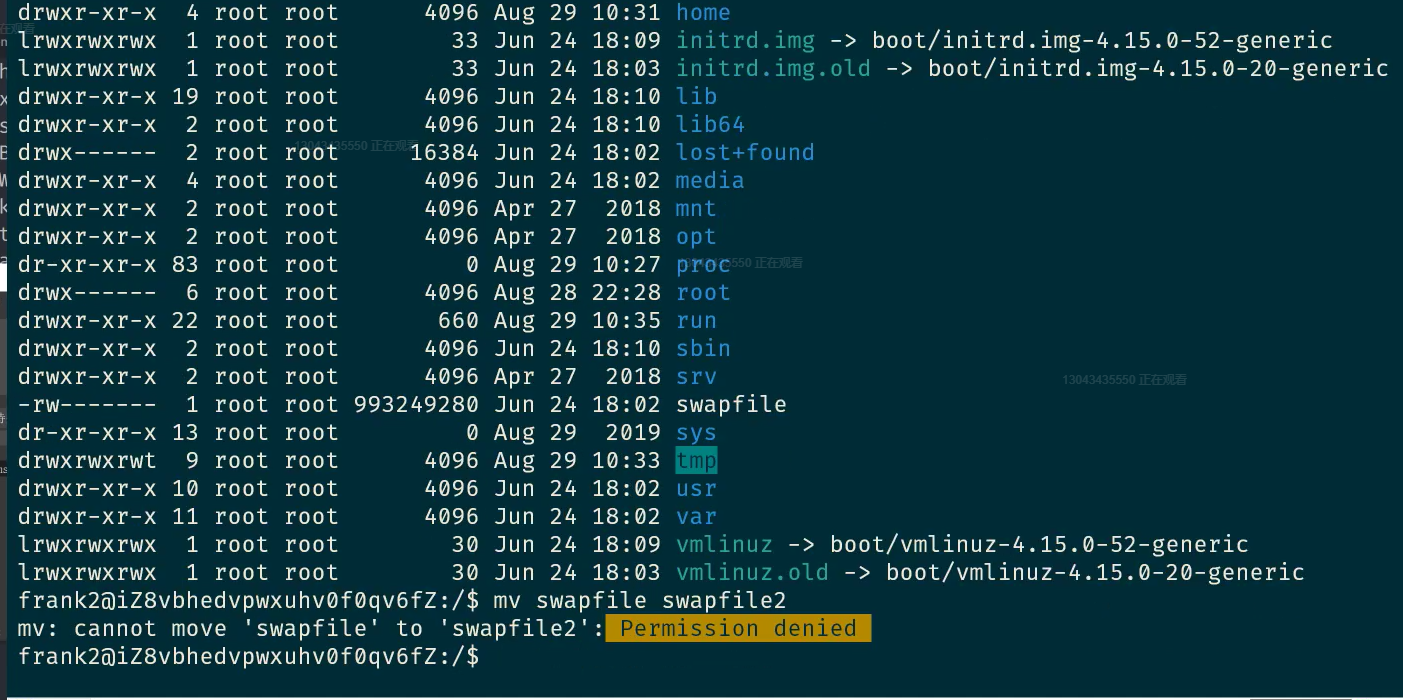 drwxr-xr-x  4 root root      4096 Aug 29 10:31 home
lrwxrwxrwx  1 root root        33 Jun 24 18:09 initrd.img -> boot/initrd.img-4.15.0-52-generic
lrwxrwxrwx  1 root root        33 Jun 24 18:03 initrd.img.old -> boot/initrd.img-4.15.0-20-generic
drwxr-xr-x 19 root root      4096 Jun 24 18:10 lib
drwxr-xr-x  2 root root      4096 Jun 24 18:10 lib64
13043435550 正在观看
drwx------  2 root root     16384 Jun 24 18:02 lost+found
drwxr-xr-x  4 root root      4096 Jun 24 18:02 media
drwxr-xr-x  2 root root      4096 Apr 27  2018 mnt
drwxr-xr-x  2 root root      4096 Apr 27  2018 opt
dr-xr-xr-x 83 root root         0 Aug 29 10:27 proc
13043435550 正在观看
drwx------  6 root root      4096 Aug 28 22:28 root
drwxr-xr-x 22 root root       660 Aug 29 10:35 run
drwxr-xr-x  2 root root      4096 Jun 24 18:10 sbin
drwxr-xr-x  2 root root      4096 Apr 27  2018 srv
13043435550 正在观看
-rw-------  1 root root 993249280 Jun 24 18:02 swapfile
dr-xr-xr-x 13 root root         0 Aug 29  2019 sys
drwxrwxrwt  9 root root      4096 Aug 29 10:33 tmp
drwxr-xr-x 10 root root      4096 Jun 24 18:02 usr
drwxr-xr-x 11 root root      4096 Jun 24 18:02 var
lrwxrwxrwx  1 root root        30 Jun 24 18:09 vmlinuz -> boot/vmlinuz-4.15.0-52-generic
lrwxrwxrwx  1 root root        30 Jun 24 18:03 vmlinuz.old -> boot/vmlinuz-4.15.0-20-generic
frank2@iZ8vbhedvpwxuhv0f0qv6fZ:/$ mv swapfile swapfile2
mv: cannot move 'swapfile' to 'swapfile2': Permission denied
frank2@iZ8vbhedvpwxuhv0f0qv6fZ:/$